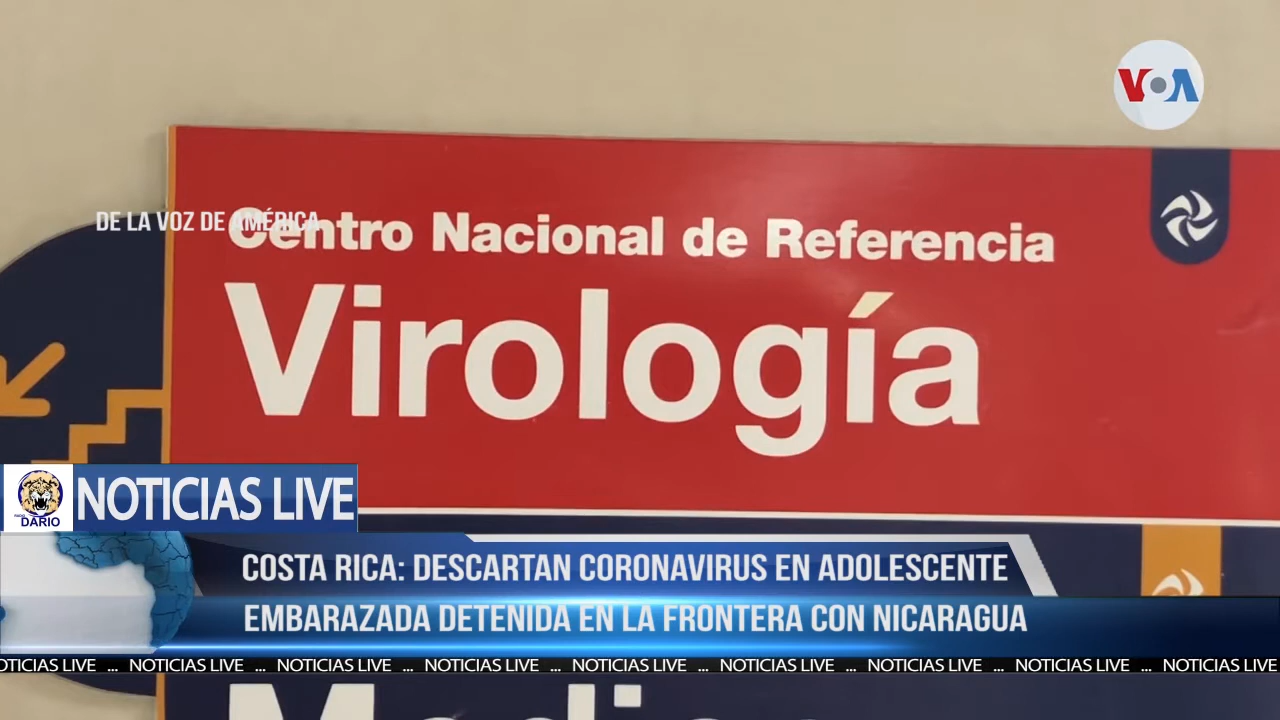 VOA
DE LA VOZ DE AMÉRICA
Centro Nacional de Referencia
Virología
RADIO
DARIO
NOTICIAS LIVE
COSTA RICA: DESCARTAN CORONAVIRUS EN ADOLESCENTE
EMBARAZADA DETENIDA EN LA FRONTERA CON NICARAGUA
OTICIAS LIVE ... NOTICIAS LIVE ... NOTICIAS LIVE ... NOTICIAS LIVE ... NOTICIAS LIVE ... NOTICIAS LIVE ... NOTICIAS LIVE ... NOTICIAS LIVE ... NOTICIAS LIVE